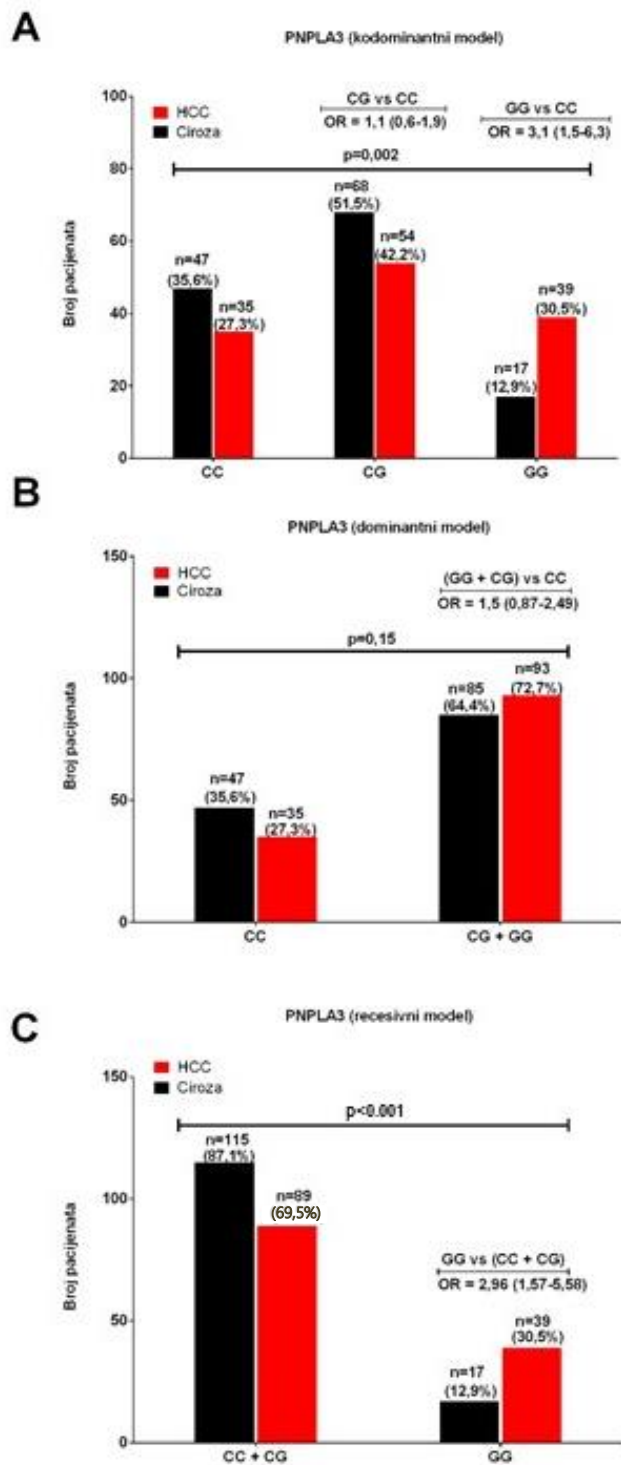 A
PNPLA3 (kodominantni model)
HCC
Ciroza
CG vs CC
OR = 1,1 (0,6-1,9)
GG vs CC
OR = 3,1 (1,5-6,3)
p=0,002
n=47
(35,6%)
n=35
(27,3%)
n=68
(51,5%)
n=54
(42,2%)
n=17
(12,9%)
n=39
(30,5%)
Broj pacijenata
100
80
60
40
20
0
CC
CG
GG
B
PNPLA3 (dominantni model)
HCC
Ciroza
(GG + CG) vs CC
OR = 1,5 (0,87-2,49)
p=0,15
n=47
(35,6%)
n=35
(27,3%)
n=85
(64,4%)
n=93
(72,7%)
Broj pacijenata
150
100
50
0
CC
CG + GG
C
PNPLA3 (recesivni model)
HCC
Ciroza
p<0.001
n=115
(87,1%)
n=89
(69,5%)
GG vs (CC + CG)
OR = 2,96 (1,57-5,58)
n=17
(12,9%)
n=39
(30,5%)
Broj pacijenata
150
100
50
0
CC + CG
GG